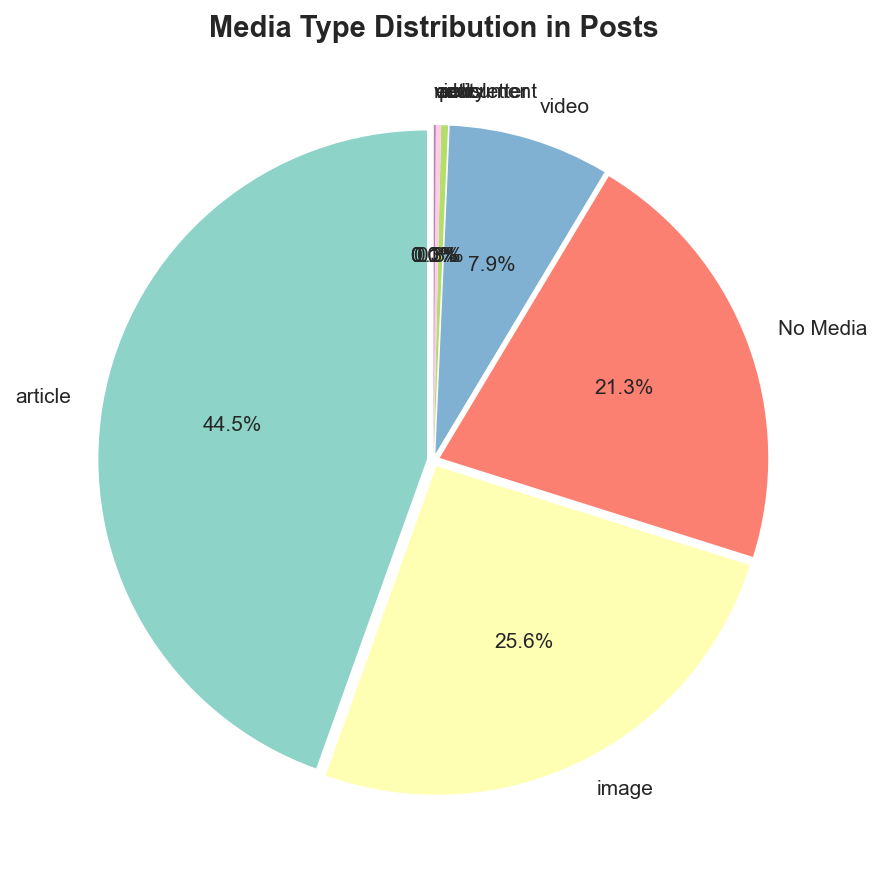 Media Type Distribution in Posts
video
7.9%
No Media
21.3%
article
44.5%
25.6%
image